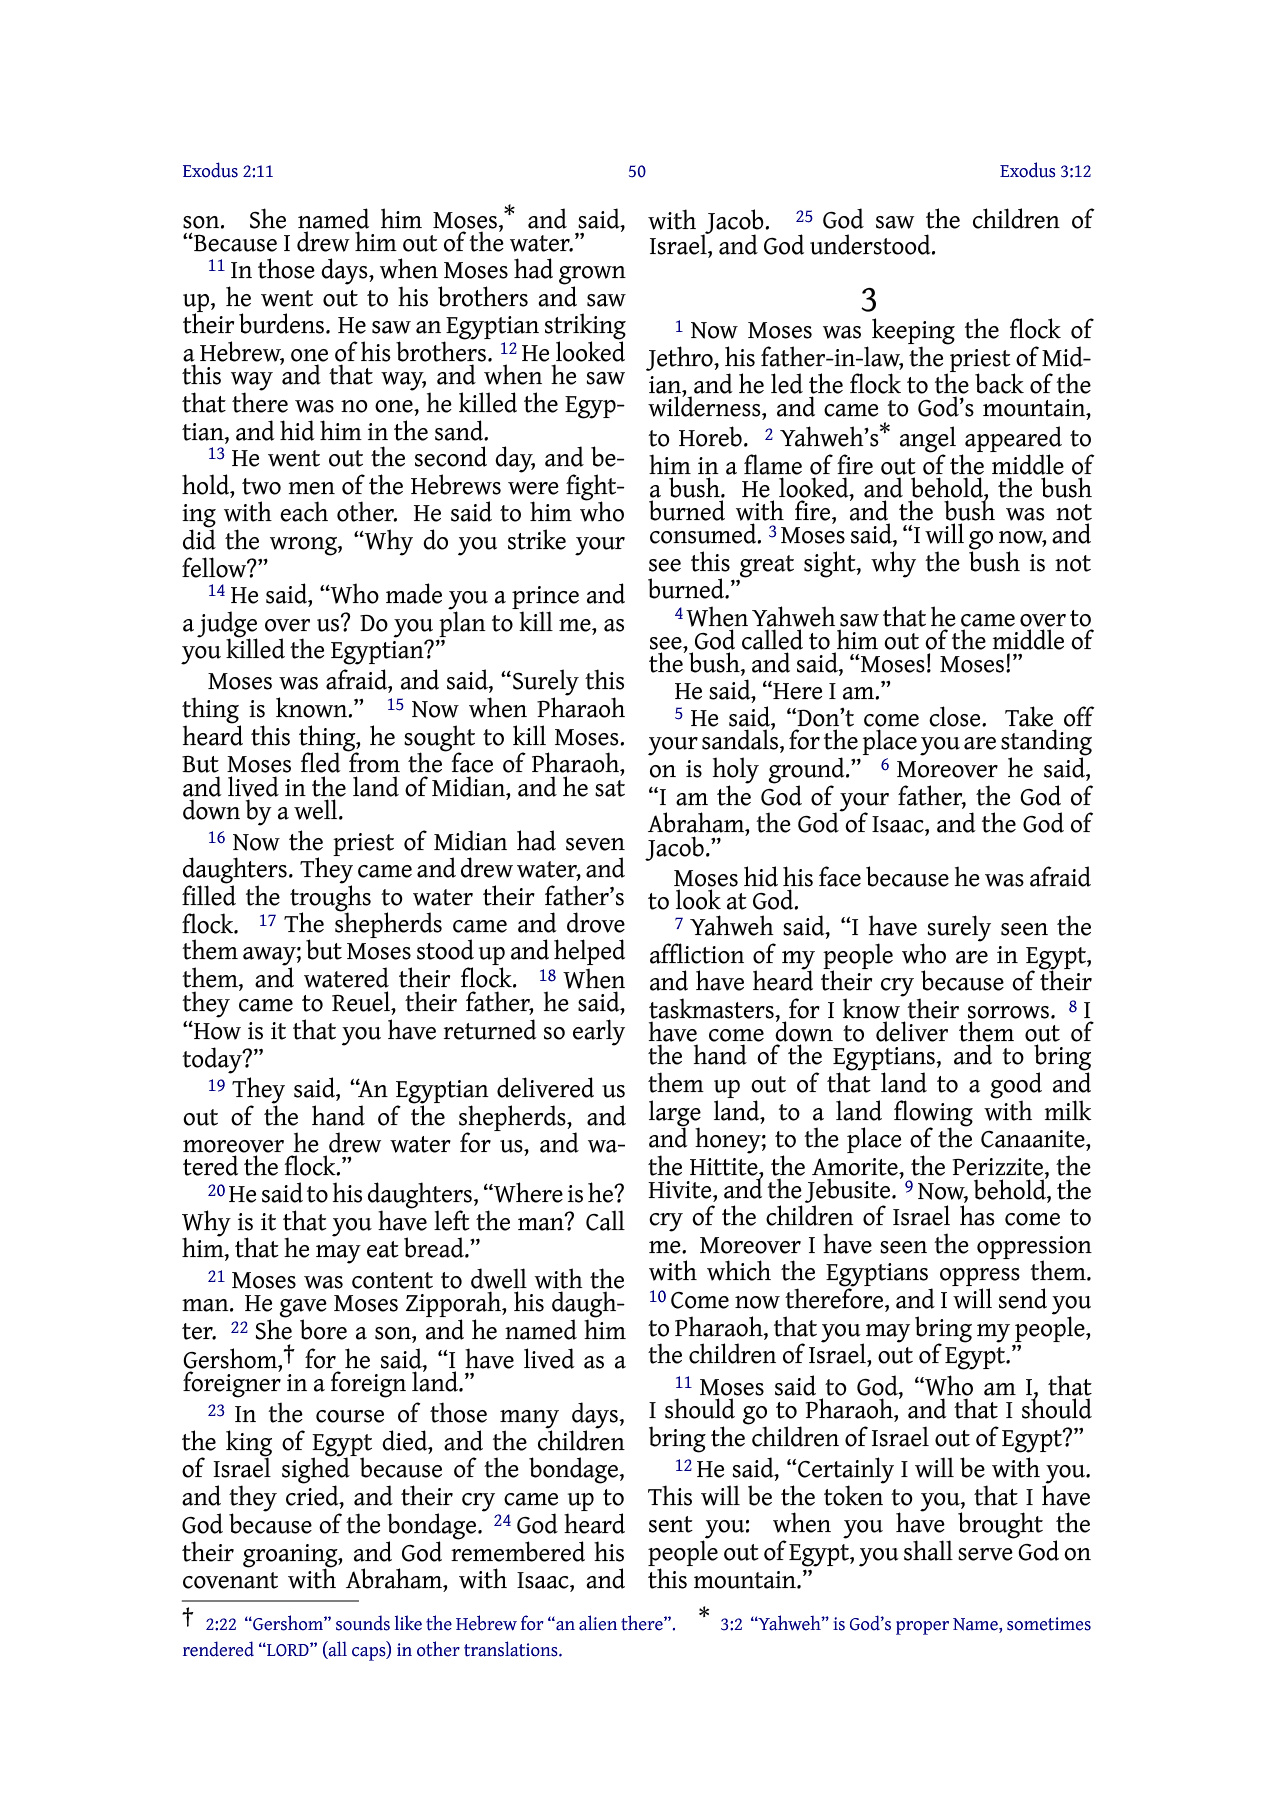 Exodus 2:11 50 Exodus 3:12
son. She named him Moses,* and said,
“Because I drew him out of the water.”
11 In those days, when Moses had grown
up, he went out to his brothers and saw
their burdens. He saw an Egyptian striking
a Hebrew, one of his brothers. 12 He looked
this way and that way, and when he saw
that there was no one, he killed the Egyp-
tian, and hid him in the sand.
13 He went out the second day, and be-
hold, two men of the Hebrews were fight-
ing with each other. He said to him who
did the wrong, “Why do you strike your
fellow?”
14 He said, “Who made you a prince and
a judge over us? Do you plan to kill me, as
you killed the Egyptian?”
Moses was afraid, and said, “Surely this
thing is known.” 15 Now when Pharaoh
heard this thing, he sought to kill Moses.
But Moses fled from the face of Pharaoh,
and lived in the land of Midian, and he sat
down by a well.
16 Now the priest of Midian had seven
daughters. They came and drew water, and
filled the troughs to water their father’s
flock. 17 The shepherds came and drove
them away; but Moses stood up and helped
them, and watered their flock. 18 When
they came to Reuel, their father, he said,
“How is it that you have returned so early
today?”
19 They said, “An Egyptian delivered us
out of the hand of the shepherds, and
moreover he drew water for us, and wa-
tered the flock.”
20 He said to his daughters, “Where is he?
Why is it that you have left the man? Call
him, that he may eat bread.”
21 Moses was content to dwell with the
man. He gave Moses Zipporah, his daugh-
ter. 22 She bore a son, and he named him
Gershom,† for he said, “I have lived as a
foreigner in a foreign land.”
23 In the course of those many days,
the king of Egypt died, and the children
of Israel sighed because of the bondage,
and they cried, and their cry came up to
God because of the bondage. 24 God heard
their groaning, and God remembered his
covenant with Abraham, with Isaac, and
with Jacob. 25 God saw the children of
Israel, and God understood.
3
1 Now Moses was keeping the flock of
Jethro, his father-in-law, the priest of Mid-
ian, and he led the flock to the back of the
wilderness, and came to God’s mountain,
to Horeb. 2 Yahweh’s* angel appeared to
him in a flame of fire out of the middle of
a bush. He looked, and behold, the bush
burned with fire, and the bush was not
consumed. 3 Moses said, “I will go now, and
see this great sight, why the bush is not
burned.”
4 When Yahweh saw that he came over to
see, God called to him out of the middle of
the bush, and said, “Moses! Moses!”
He said, “Here I am.”
5 He said, “Don’t come close. Take off
your sandals, for the place you are standing
on is holy ground.” 6 Moreover he said,
“I am the God of your father, the God of
Abraham, the God of Isaac, and the God of
Jacob.”
Moses hid his face because he was afraid
to look at God.
7 Yahweh said, “I have surely seen the
affliction of my people who are in Egypt,
and have heard their cry because of their
taskmasters, for I know their sorrows. 8 I
have come down to deliver them out of
the hand of the Egyptians, and to bring
them up out of that land to a good and
large land, to a land flowing with milk
and honey; to the place of the Canaanite,
the Hittite, the Amorite, the Perizzite, the
Hivite, and the Jebusite. 9 Now, behold, the
cry of the children of Israel has come to
me. Moreover I have seen the oppression
with which the Egyptians oppress them.
10 Come now therefore, and I will send you
to Pharaoh, that you may bring my people,
the children of Israel, out of Egypt.”
11 Moses said to God, “Who am I, that
I should go to Pharaoh, and that I should
bring the children of Israel out of Egypt?”
12 He said, “Certainly I will be with you.
This will be the token to you, that I have
sent you: when you have brought the
people out of Egypt, you shall serve God on
this mountain.”
† 2:22 “Gershom” sounds like the Hebrew for “an alien there”. * 3:2 “Yahweh” is God’s proper Name, sometimes
rendered “LORD” (all caps) in other translations.